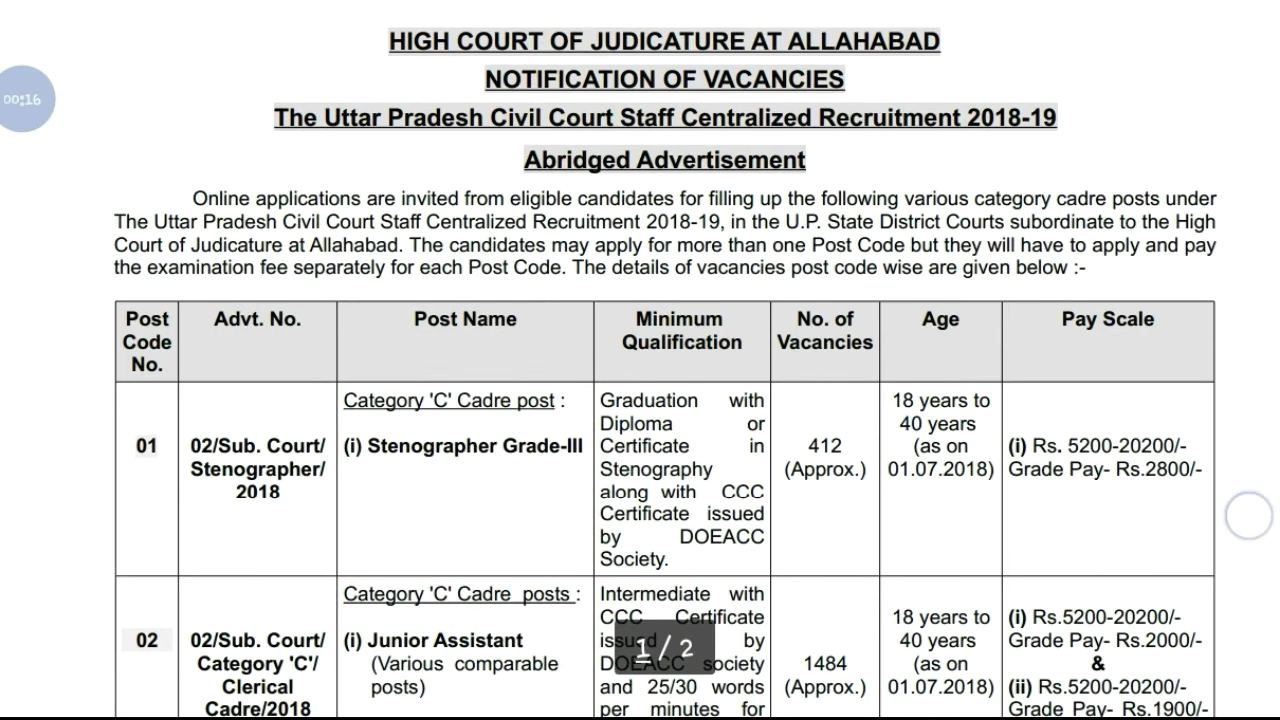 HIGH COURT OF JUDICATURE AT ALLAHABAD
NOTIFICATION OF VACANCIES
The Uttar Pradesh Civil Court Staff Centralized Recruitment 2018-19
Abridged Advertisement
00:16
Online applications are invited from eligible candidates for filling up the following various category cadre posts under
The Uttar Pradesh Civil Court Staff Centralized Recruitment 2018-19, in the U.P. State District Courts subordinate to the High
Court of Judicature at Allahabad. The candidates may apply for more than one Post Code but they will have to apply and pay
the examination fee separately for each Post Code. The details of vacancies post code wise are given below :-
Post
Code
No.
Advt. No.
Post Name
Minimum
Qualification
No. of
Vacancies
Age
Pay Scale
01
02/Sub. Court/
Stenographer/
2018
Category 'C' Cadre post :
(i) Stenographer Grade-III
Graduation with
Diploma or
Certificate in
Stenography
along with CCC
Certificate issued
by DOEACC
Society.
412
(Approx.)
18 years to
40 years
(as on
01.07.2018)
(i) Rs. 5200-20200/-
Grade Pay- Rs.2800/-
02
02/Sub. Court/
Category 'C'/
Clerical
Cadre/2018
Category 'C' Cadre posts :
(i) Junior Assistant
(Various comparable
posts)
Intermediate with
CCC Certificate
issued by
DOEACC society
and 25/30 words
per minutes for
1484
(Approx.)
18 years to
40 years
(as on
01.07.2018)
(i) Rs.5200-20200/-
Grade Pay- Rs.2000/-
&
(ii) Rs.5200-20200/-
Grade Pay- Rs.1900/-
1 / 2